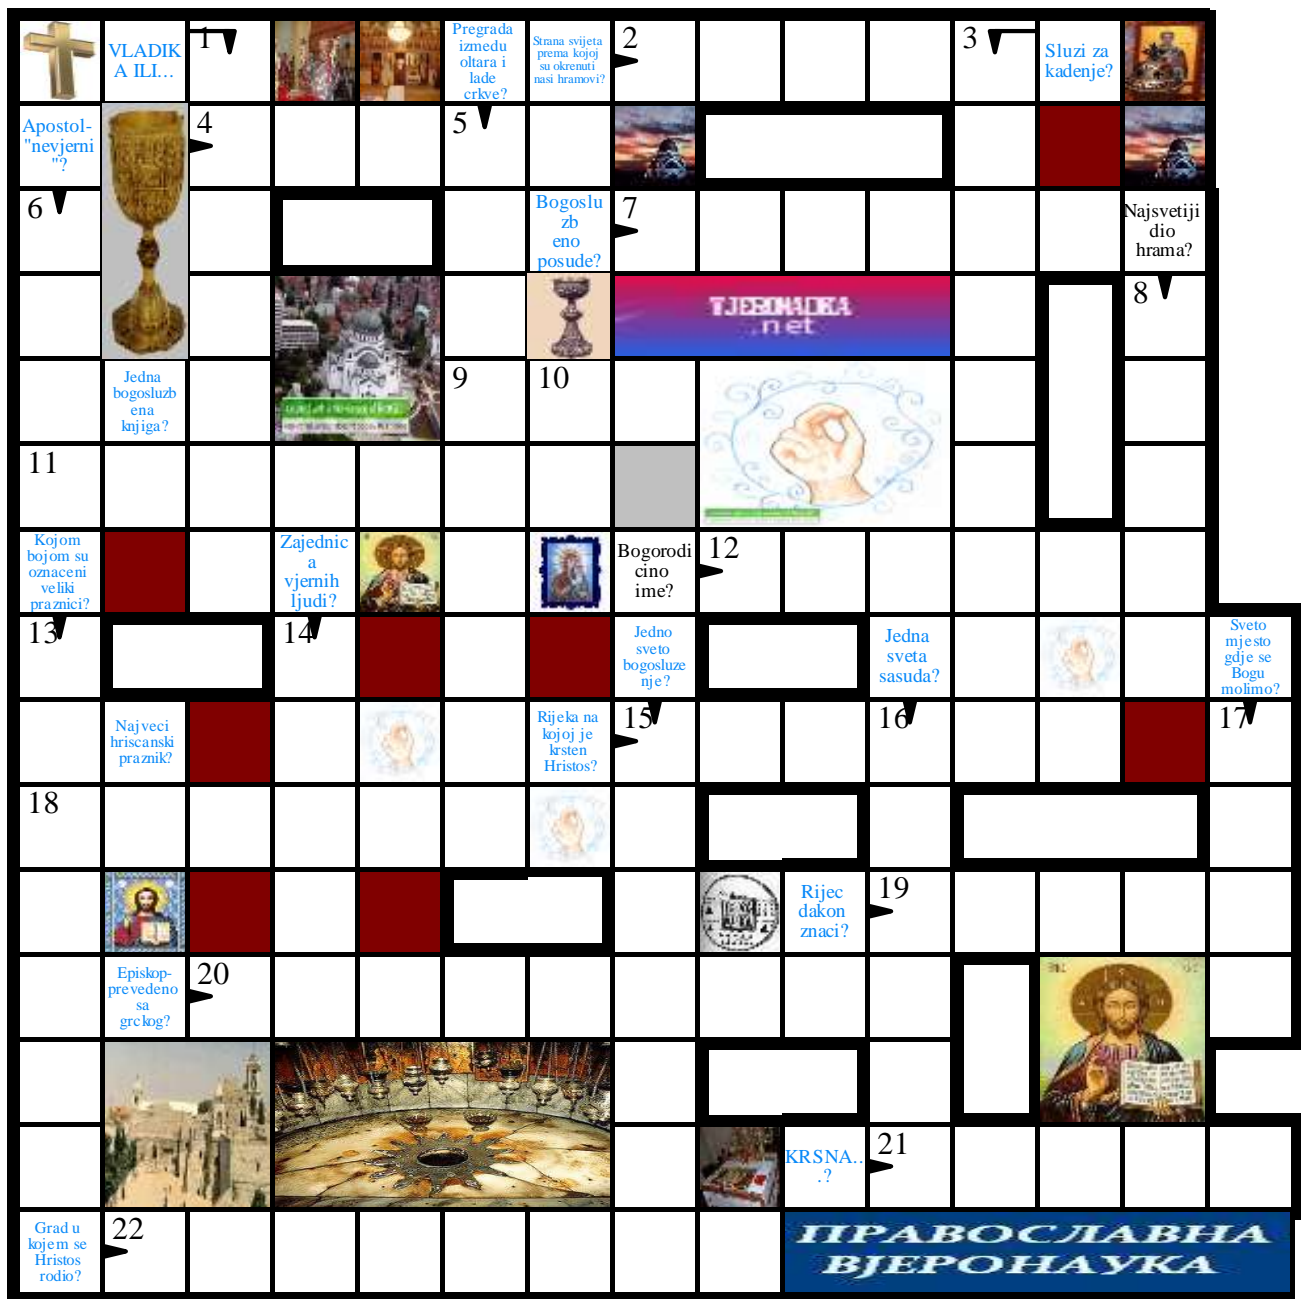 VLADIK
A ILI...
1
Pregrada
izmedu
oltara i
lade
crkve?
Strana svijeta
prema kojoj
su okrenuti
nasi hramovi?
2
3
Sluzi za
kadenje?
Apostol-
"nevjerni
"?
4
5
6
Bogoslu
zb
eno
posude?
7
Najsvetiji
dio
hrama?
.net
8
Jedna
bogosluzb
ena
knjiga?
9
10
11
Kojom
bojom su
oznaceni
veliki
praznici?
Zajednic
a
vjernih
ljudi?
Bogorodi
cino
ime?
12
13
14
Jedno
sveto
bogosluze
nje?
Jedna
sveta
sasuda?
Sveto
mjesto
gdje se
Bogu
molimo?
Najveci
hriscanski
praznik?
Rijeka na
kojoj je
krsten
Hristos?
15
16
17
18
Rijec
dakon
znaci?
19
Episkop-
prevedeno
sa
grckog?
20
KRSNA..
.?
21
Grad u
kojem se
Hristos
rodio?
22
ПРАВОСЛАВНА
ВЈЕРОНАУКА